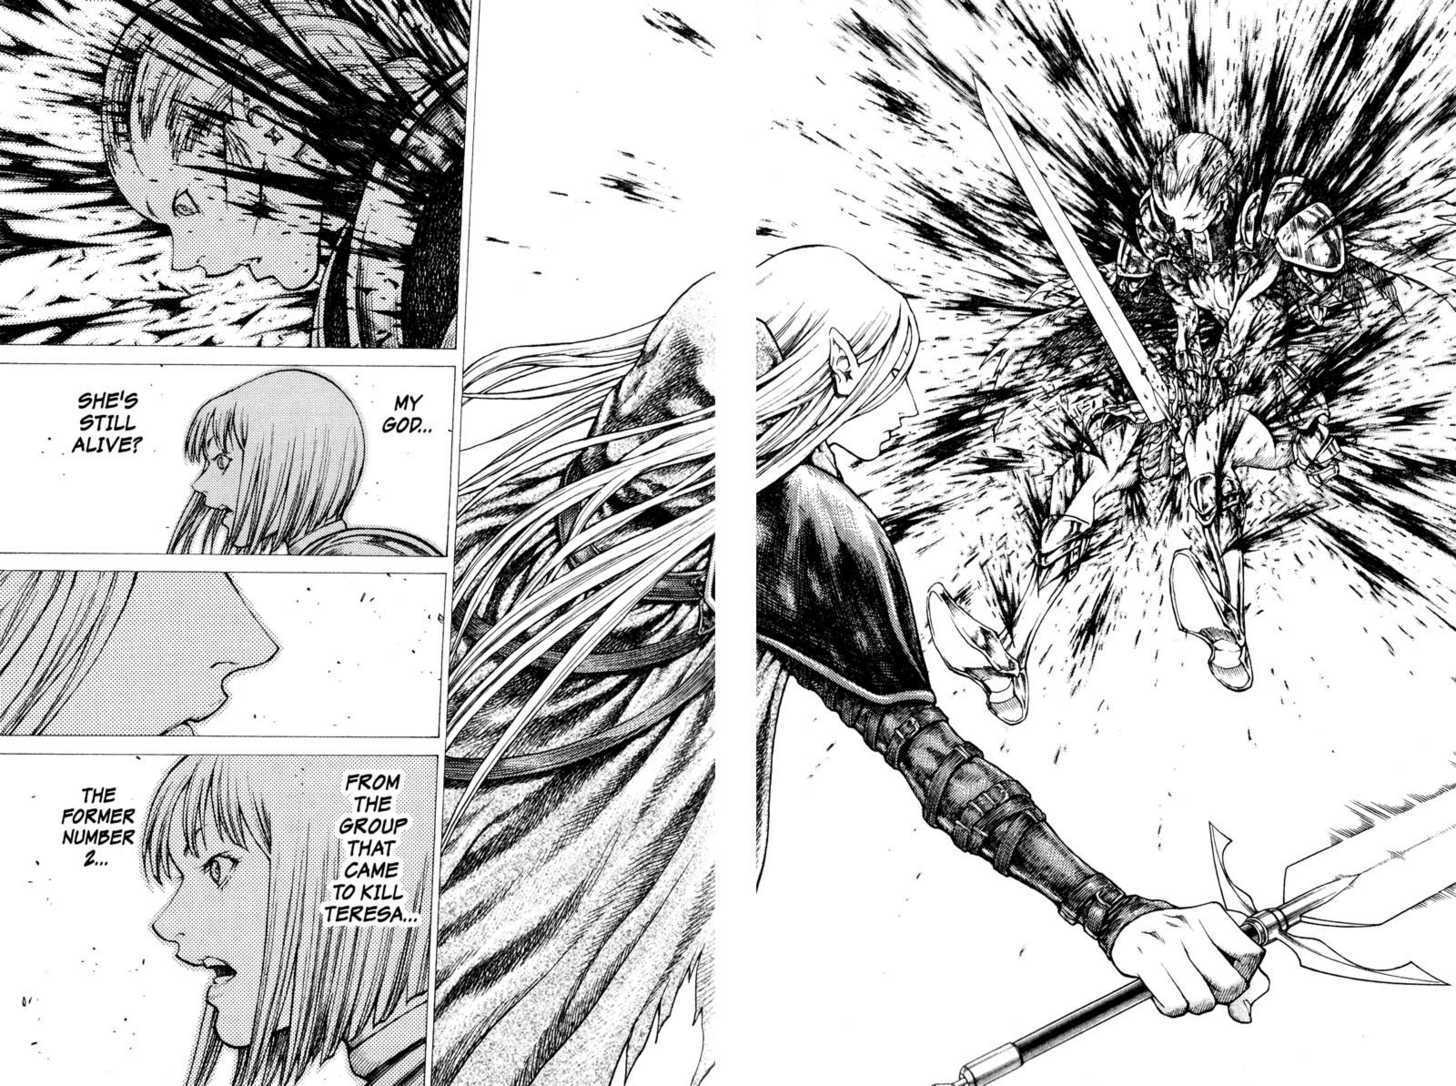 MY
GOD...
SHE'S
STILL
ALIVE?
FROM
THE
GROUP
THAT
CAME
TO KILL
TERESA...
THE
FORMER
NUMBER
2...